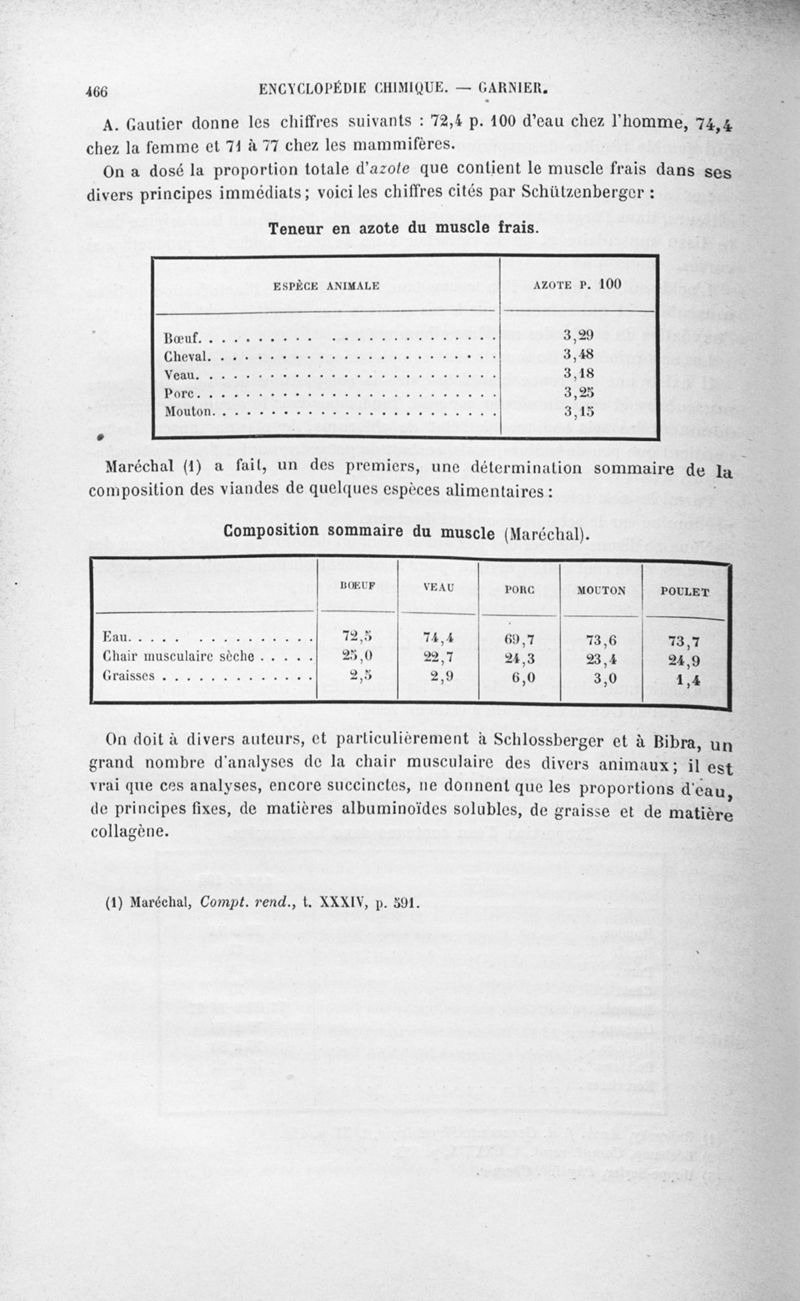 466 ENCYCLOPÉDIE CHIMIQUE. — GARNIER.
A. Gautier donne les chiffres suivants : 72,4 p. 100 d'eau chez l'homme, 74,4
chez la femme et 71 à 77 chez les mammifères.
On a dosé la proportion totale d'azote que contient le muscle frais dans ses
divers principes immédiats; voici les chiffres cités par Schützenberger :
Teneur en azote du muscle frais.
ESPÈCE ANIMALE AZOTE P. 100
Bœuf. . . . . . . . . . . . . . . . . . . . . . . . 3,29
Cheval. . . . . . . . . . . . . . . . . . . . . . . . 3,48
Veau. . . . . . . . . . . . . . . . . . . . . . . . . 3,18
Porc. . . . . . . . . . . . . . . . . . . . . . . . . 3,25
Mouton. . . . . . . . . . . . . . . . . . . . . . . . 3,15
Maréchal (1) a fait, un des premiers, une détermination sommaire de la
composition des viandes de quelques espèces alimentaires :
Composition sommaire du muscle (Maréchal).
BOEUF VEAU PORC MOUTON POULET
Eau. . . . . . . . . . . . . . . 72,5 74,4 69,7 73,6 73,7
Chair musculaire sèche . . . . . 25,0 22,7 24,3 23,4 24,9
Graisses . . . . . . . . . . . . . 2,5 2,9 6,0 3,0 1,4
On doit à divers auteurs, et particulièrement à Schlossberger et à Bibra, un
grand nombre d'analyses de la chair musculaire des divers animaux; il est
vrai que ces analyses, encore succinctes, ne donnent que les proportions d'eau,
de principes fixes, de matières albuminoïdes solubles, de graisse et de matière
collagène.
(1) Maréchal, Compt. rend., t. XXXIV, p. 591.